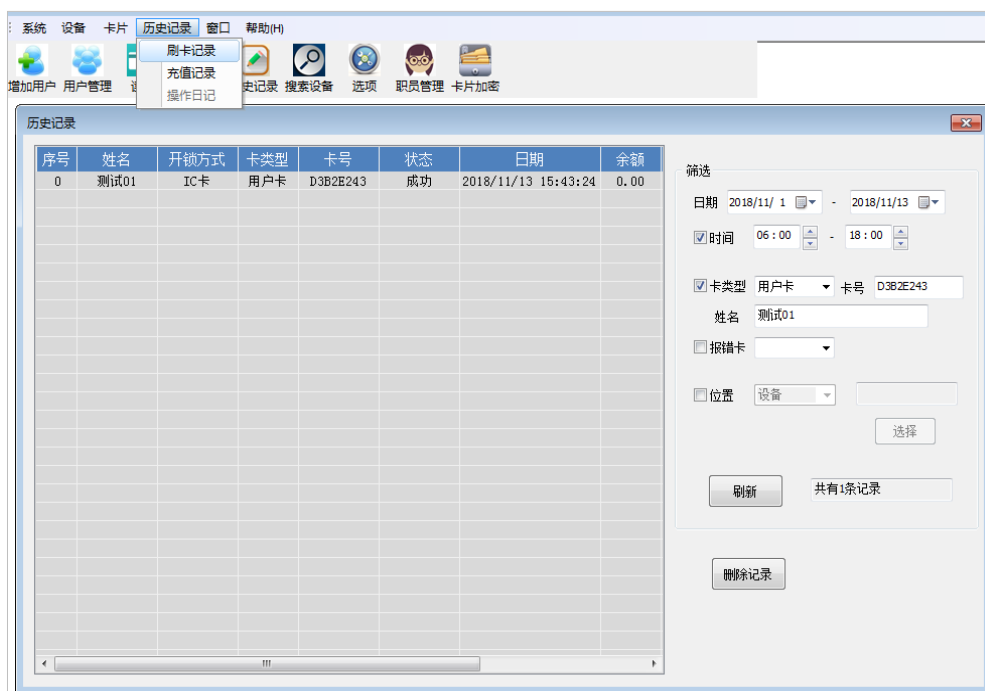 系统 设备 卡片 历史记录 窗口 帮助(H)
刷卡记录
充值记录
操作日记
增加用户 用户管理 史记录 搜索设备 选项 职员管理 卡片加密
历史记录
序号 姓名 开锁方式 卡类型 卡号 状态 日期 余额
0 测试01 IC卡 用户卡 D3B2E243 成功 2018/11/13 15:43:24 0.00
筛选
日期 2018/11/ 1 - 2018/11/13
时间 06:00 - 18:00
卡类型 用户卡 卡号 D3B2E243
姓名 测试01
报错卡
位置 设备
选择
刷新 共有1条记录
删除记录